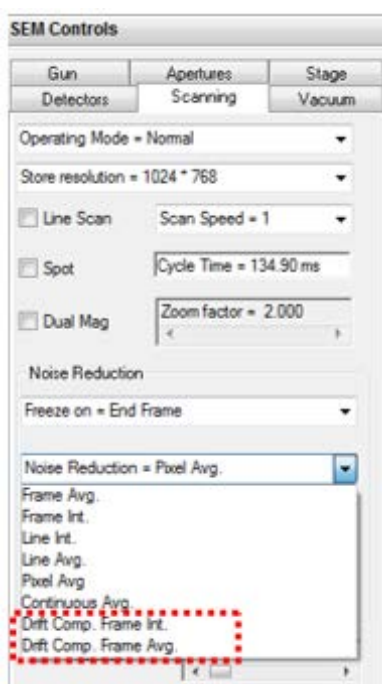 SEM Controls
Gun Apertures Stage
Detectors Scanning Vacuum
Operating Mode = Normal
Store resolution = 1024 * 768
Line Scan Scan Speed = 1
Spot Cycle Time = 134.90 ms
Dual Mag Zoom factor = 2.000
Noise Reduction
Freeze on = End Frame
Noise Reduction = Pixel Avg.
Frame Avg.
Frame Int.
Line Int.
Line Avg.
Pixel Avg
Continuous Avg.
Drift Comp. Frame Int.
Drift Comp. Frame Avg.